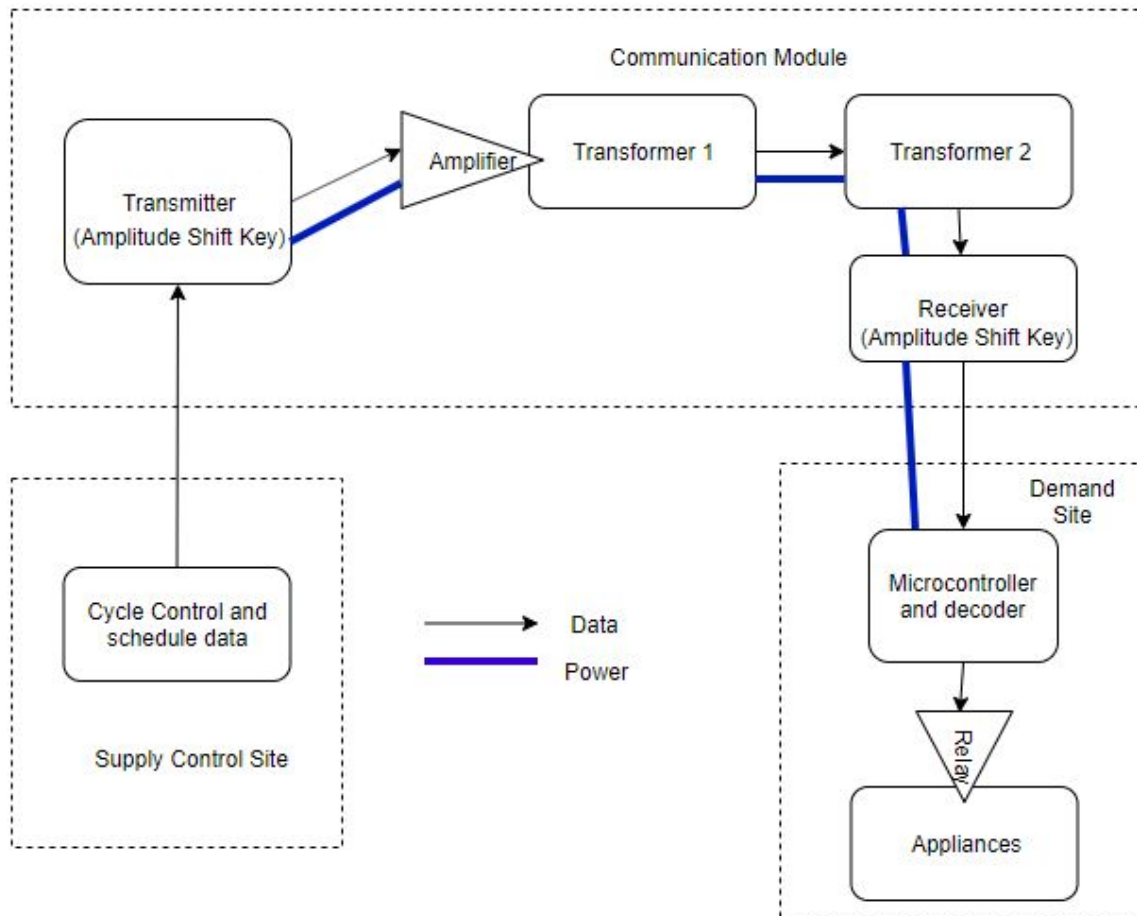 Communication Module
Transmitter
(Amplitude Shift Key)
Amplifier
Transformer 1
Transformer 2
Receiver
(Amplitude Shift Key)
Cycle Control and
schedule data
Supply Control Site
Data
Power
Demand
Site
Microcontroller
and decoder
Relay
Appliances